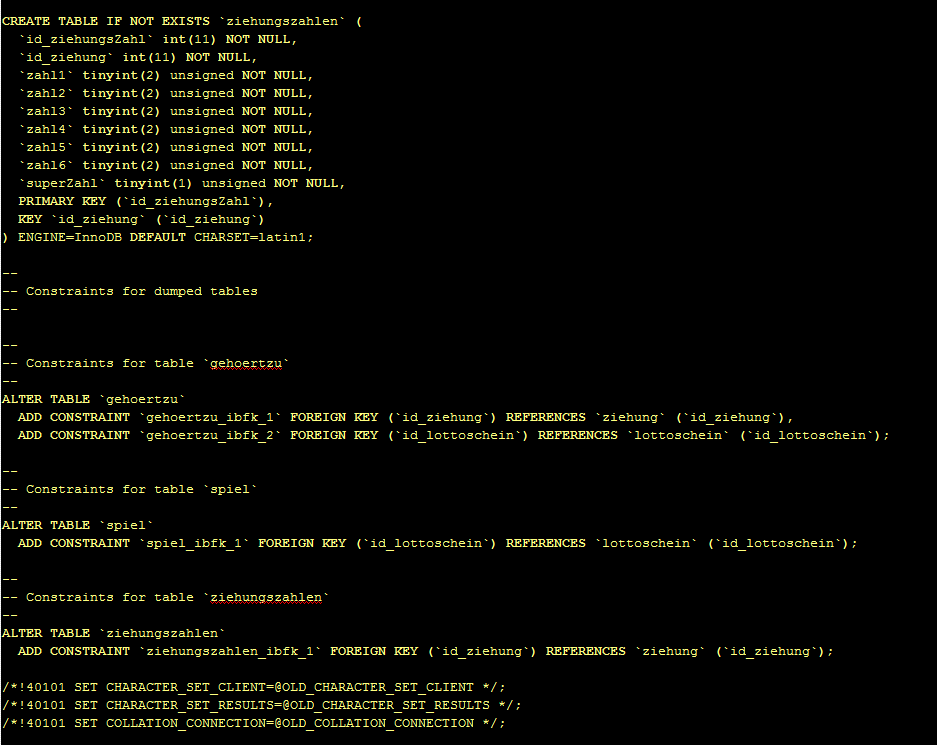 CREATE TABLE IF NOT EXISTS `ziehungszahlen` (
  `id_ziehungsZahl` int(11) NOT NULL,
  `id_ziehung` int(11) NOT NULL,
  `zahl1` tinyint(2) unsigned NOT NULL,
  `zahl2` tinyint(2) unsigned NOT NULL,
  `zahl3` tinyint(2) unsigned NOT NULL,
  `zahl4` tinyint(2) unsigned NOT NULL,
  `zahl5` tinyint(2) unsigned NOT NULL,
  `zahl6` tinyint(2) unsigned NOT NULL,
  `superZahl` tinyint(1) unsigned NOT NULL,
  PRIMARY KEY (`id_ziehungsZahl`),
  KEY `id_ziehung` (`id_ziehung`)
) ENGINE=InnoDB DEFAULT CHARSET=latin1;

--
-- Constraints for dumped tables
--

--
-- Constraints for table `gehoertzu`
--
ALTER TABLE `gehoertzu`
  ADD CONSTRAINT `gehoertzu_ibfk_1` FOREIGN KEY (`id_ziehung`) REFERENCES `ziehung` (`id_ziehung`),
  ADD CONSTRAINT `gehoertzu_ibfk_2` FOREIGN KEY (`id_lottoschein`) REFERENCES `lottoschein` (`id_lottoschein`);

--
-- Constraints for table `spiel`
--
ALTER TABLE `spiel`
  ADD CONSTRAINT `spiel_ibfk_1` FOREIGN KEY (`id_lottoschein`) REFERENCES `lottoschein` (`id_lottoschein`);

--
-- Constraints for table `ziehungszahlen`
--
ALTER TABLE `ziehungszahlen`
  ADD CONSTRAINT `ziehungszahlen_ibfk_1` FOREIGN KEY (`id_ziehung`) REFERENCES `ziehung` (`id_ziehung`);

/*!40101 SET CHARACTER_SET_CLIENT=@OLD_CHARACTER_SET_CLIENT */;
/*!40101 SET CHARACTER_SET_RESULTS=@OLD_CHARACTER_SET_RESULTS */;
/*!40101 SET COLLATION_CONNECTION=@OLD_COLLATION_CONNECTION */;